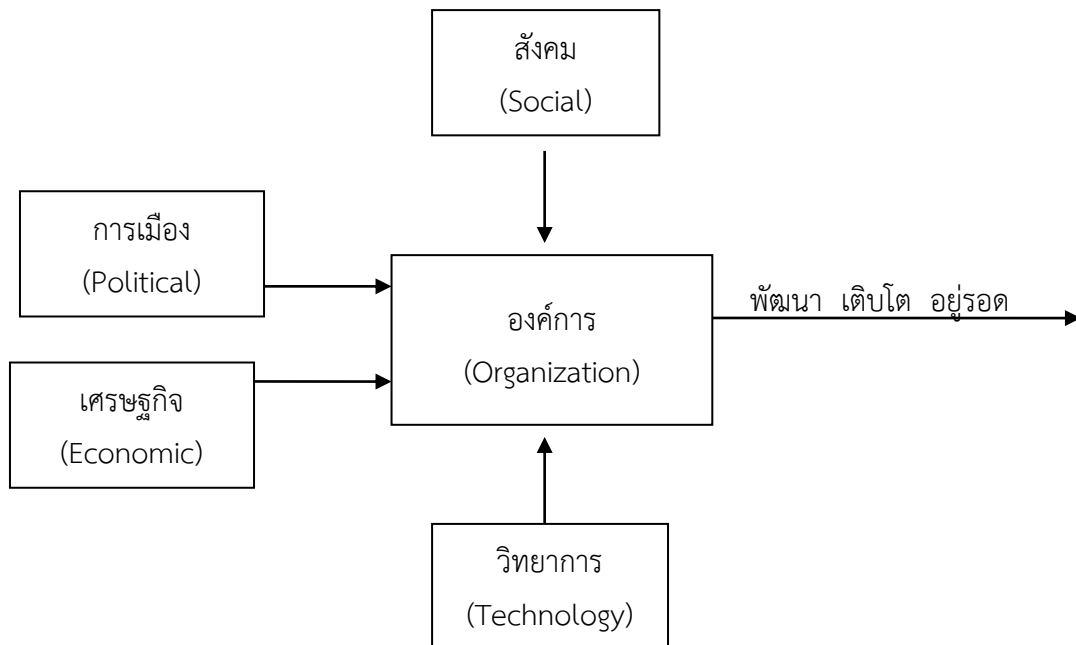 สังคม
(Social)
การเมือง
(Political)
องค์การ
(Organization)
พัฒนา เติบโต อยู่รอด
เศรษฐกิจ
(Economic)
วิทยาการ
(Technology)